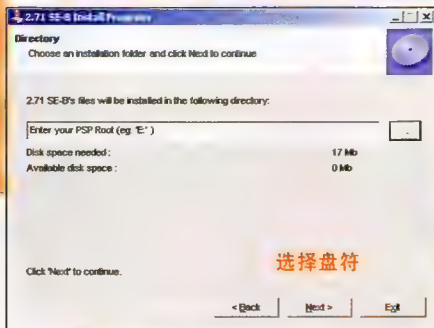 2.71 SE-B Install Program
Directory
Choose an installation folder and click Next to continue
2.71 SE-B's files will be installed in the following directory:
Enter your PSP Root (eg. "E:" )
Disk space needed :
17 Mb
Available disk space :
0 Mb
选择盘符
Click 'Next' to continue.
< Back
Next >
Exit